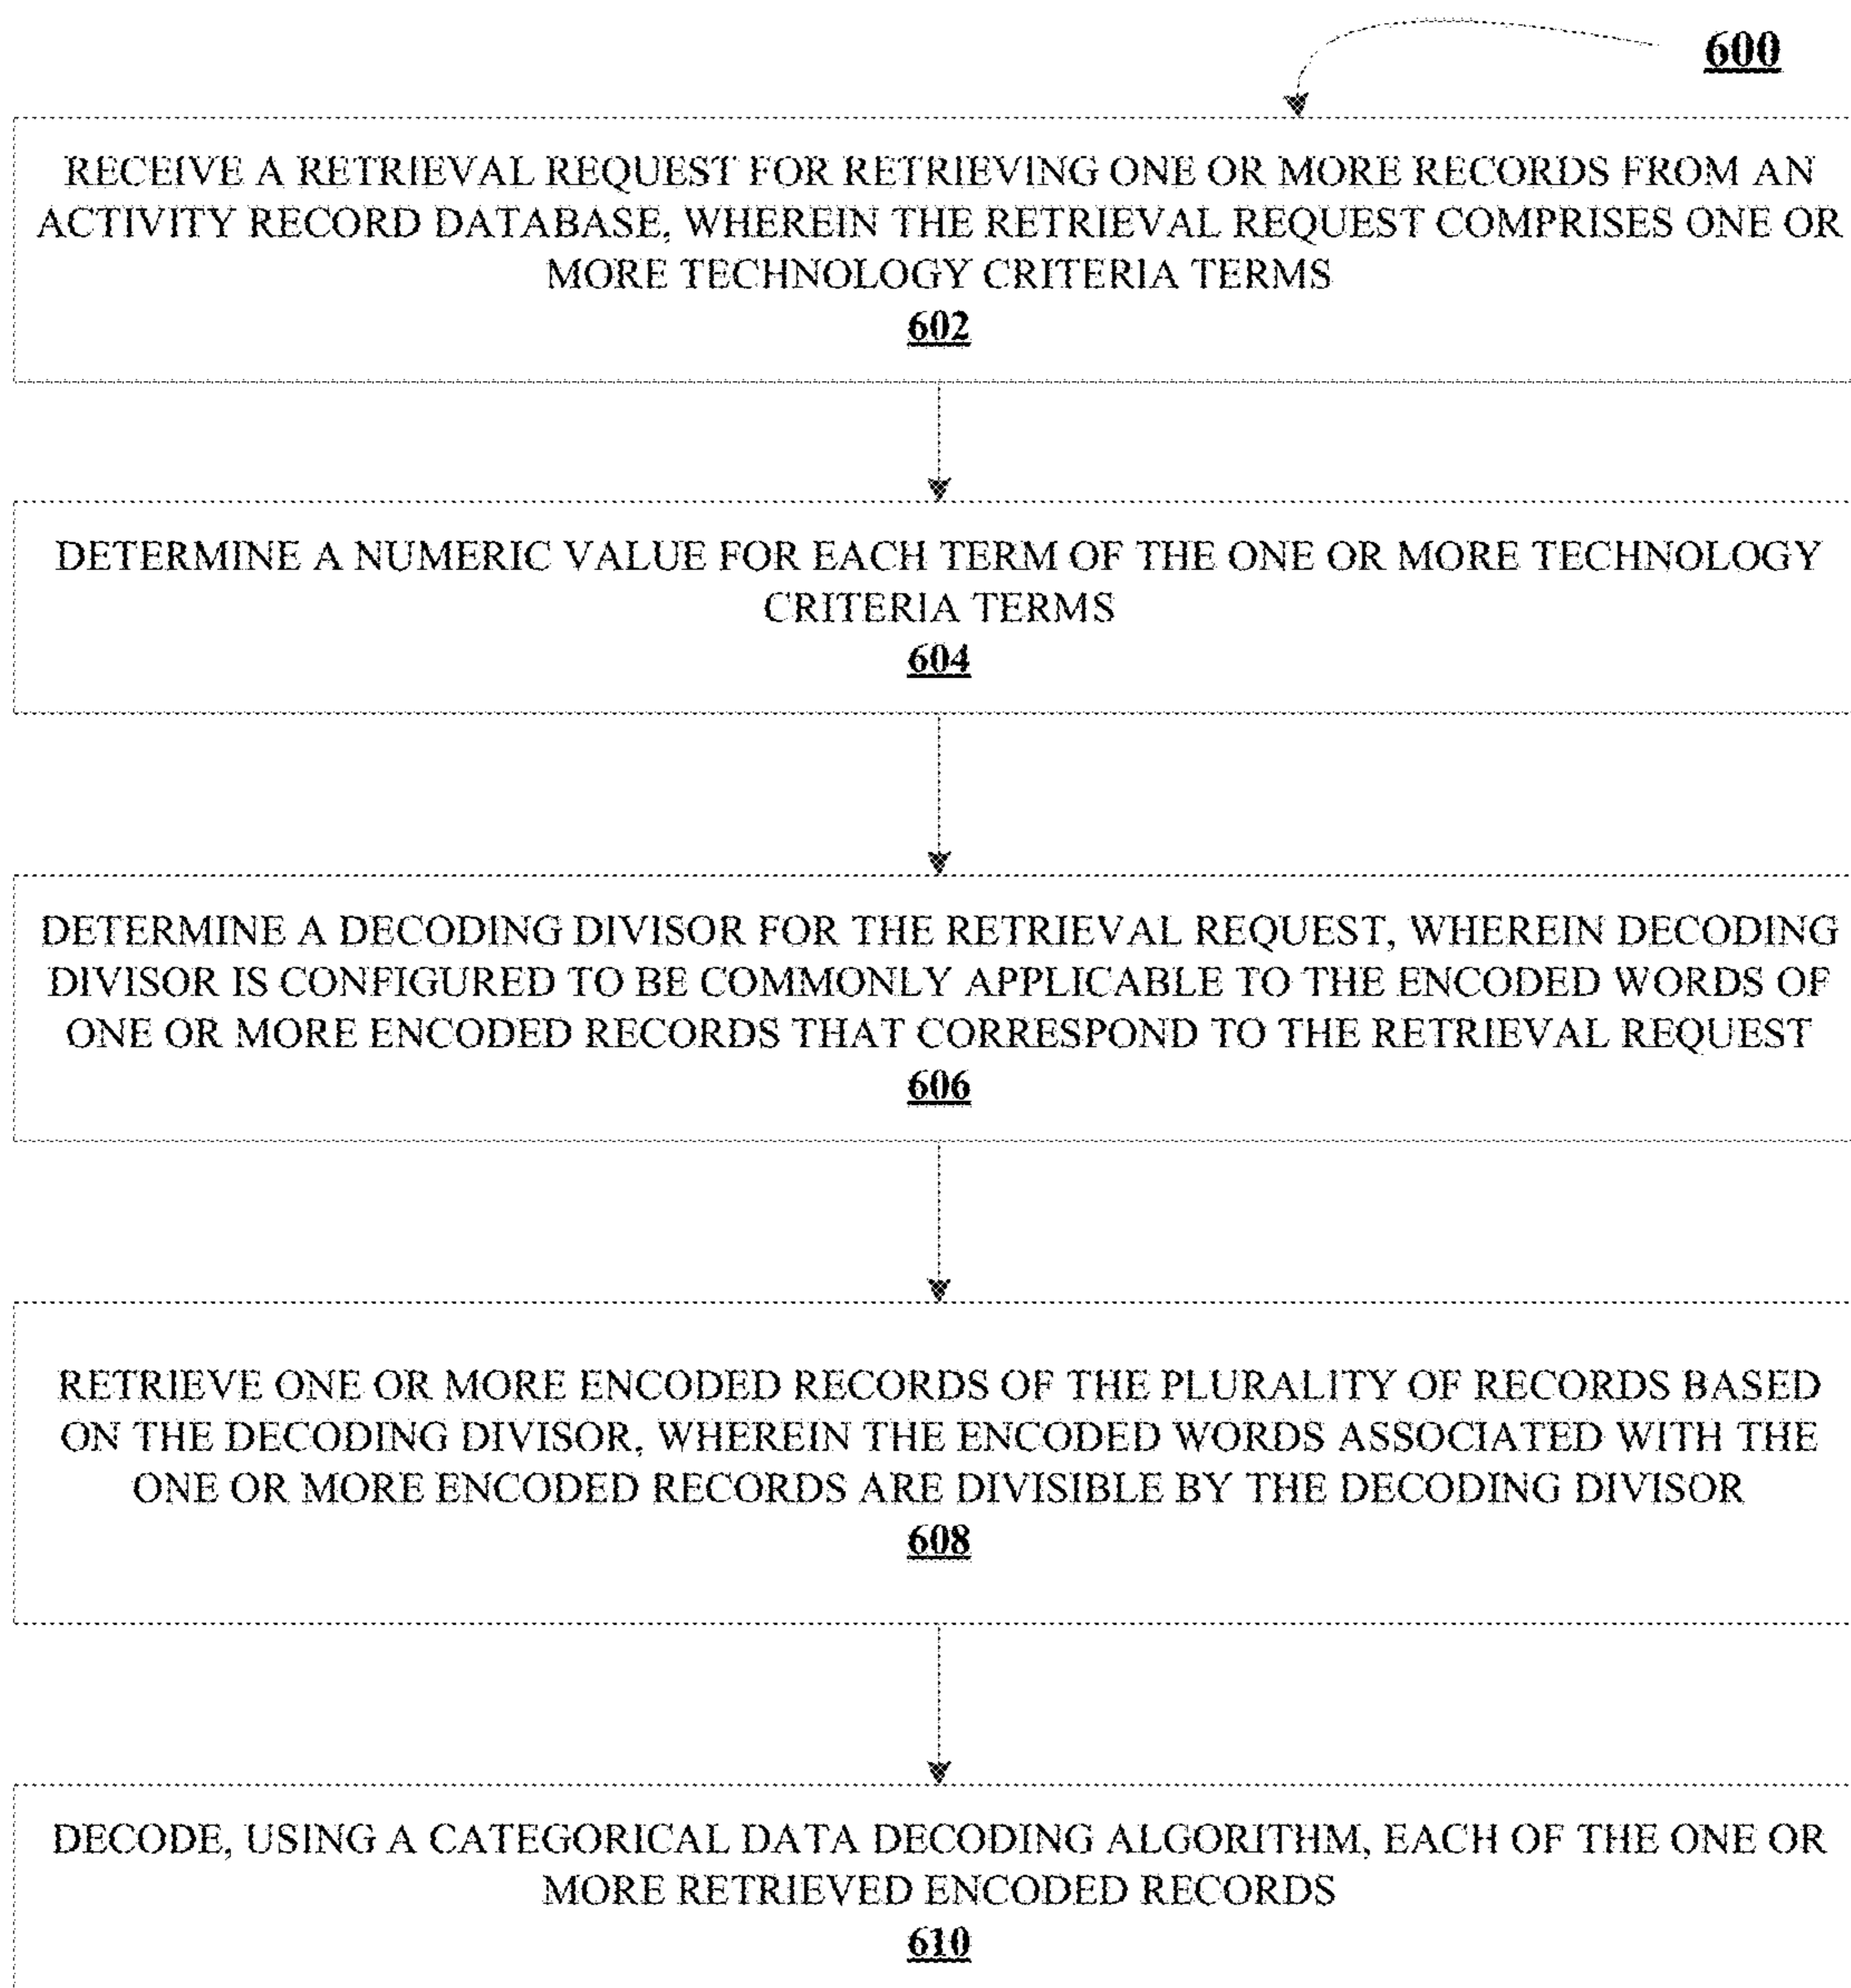 600
RECEIVE A RETRIEVAL REQUEST FOR RETRIEVING ONE OR MORE RECORDS FROM AN
ACTIVITY RECORD DATABASE, WHEREIN THE RETRIEVAL REQUEST COMPRISES ONE OR
MORE TECHNOLOGY CRITERIA TERMS
602
DETERMINE A NUMERIC VALUE FOR EACH TERM OF THE ONE OR MORE TECHNOLOGY
CRITERIA TERMS
604
DETERMINE A DECODING DIVISOR FOR THE RETRIEVAL REQUEST, WHEREIN DECODING
DIVISOR IS CONFIGURED TO BE COMMONLY APPLICABLE TO THE ENCODED WORDS OF
ONE OR MORE ENCODED RECORDS THAT CORRESPOND TO THE RETRIEVAL REQUEST
606
RETRIEVE ONE OR MORE ENCODED RECORDS OF THE PLURALITY OF RECORDS BASED
ON THE DECODING DIVISOR, WHEREIN THE ENCODED WORDS ASSOCIATED WITH THE
ONE OR MORE ENCODED RECORDS ARE DIVISIBLE BY THE DECODING DIVISOR
608
DECODE, USING A CATEGORICAL DATA DECODING ALGORITHM, EACH OF THE ONE OR
MORE RETRIEVED ENCODED RECORDS
610